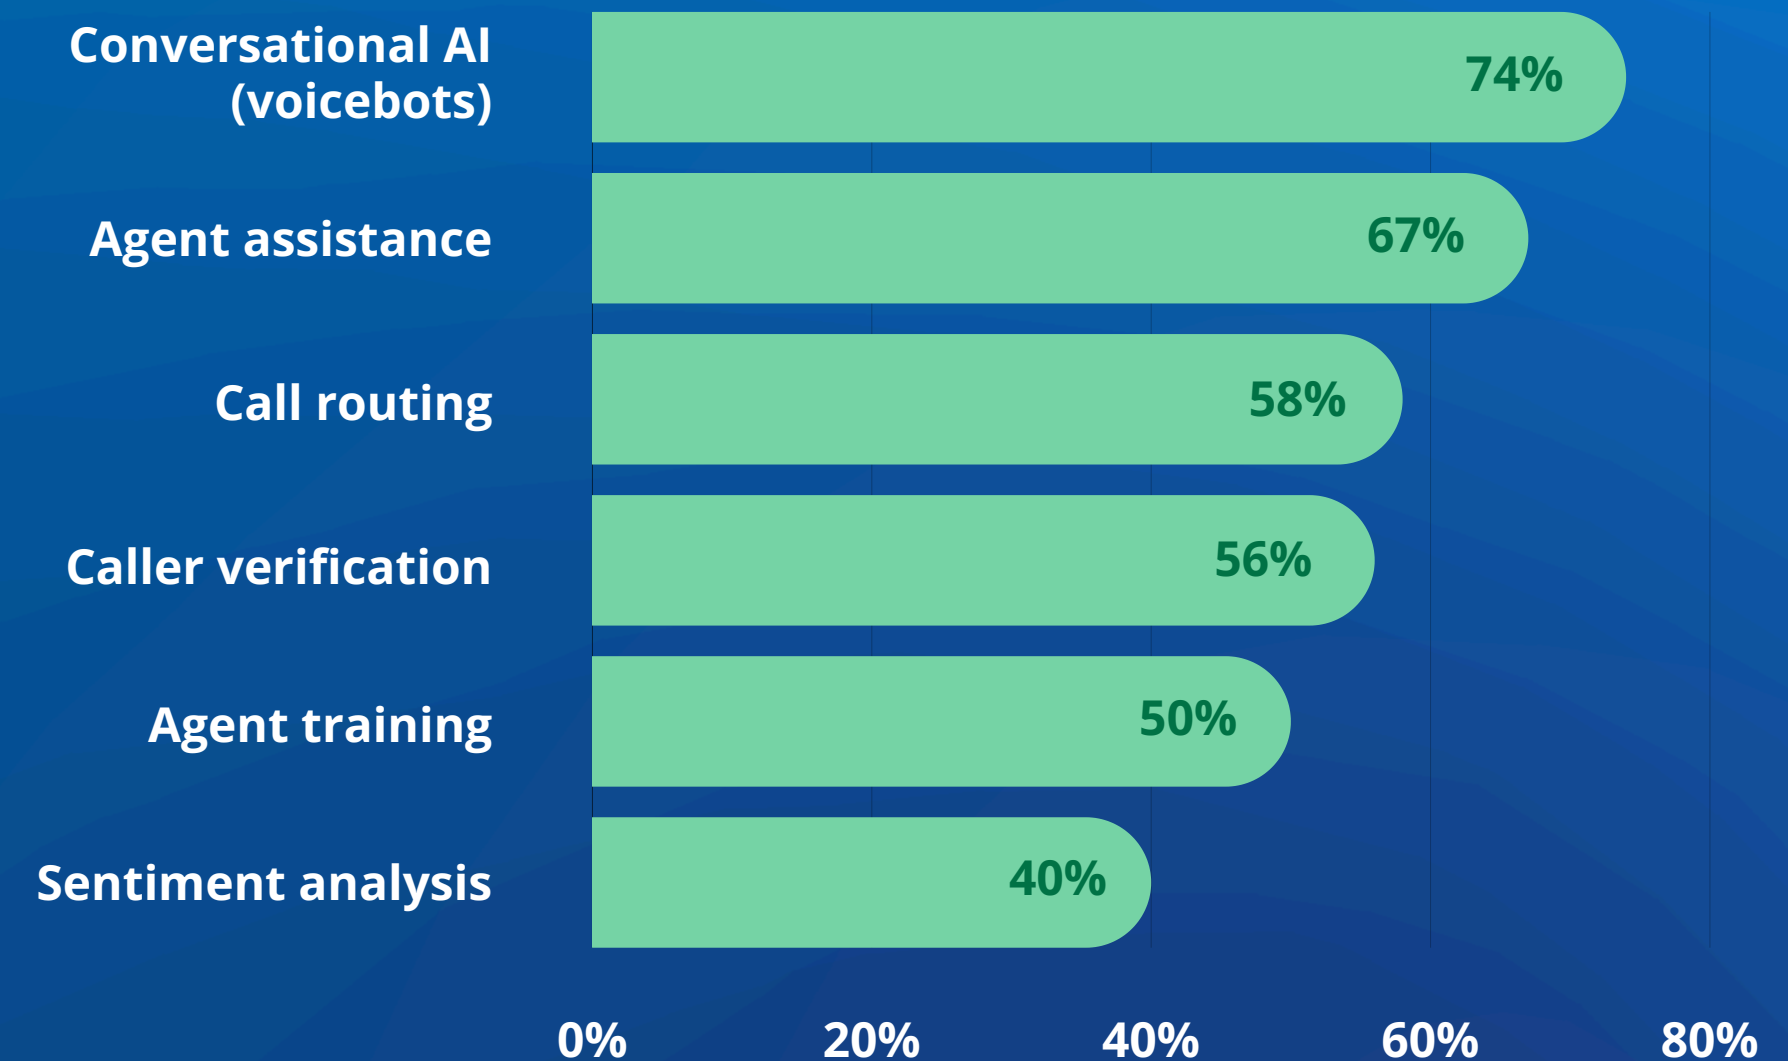 Conversational AI
(voicebots)
74%
Agent assistance
67%
Call routing
58%
Caller verification
56%
Agent training
50%
Sentiment analysis
40%
0%
20%
40%
60%
80%